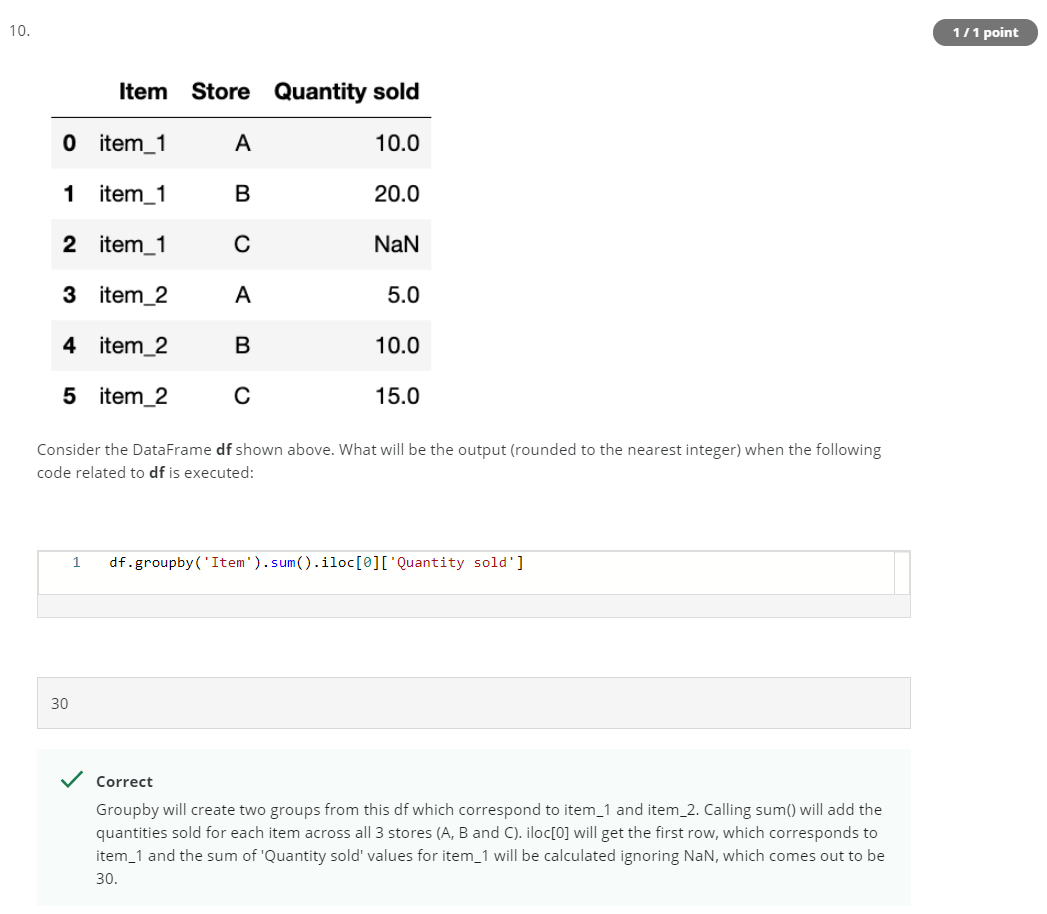 10.
1 / 1 point
Item Store Quantity sold
0 item_1 A 10.0
1 item_1 B 20.0
2 item_1 C NaN
3 item_2 A 5.0
4 item_2 B 10.0
5 item_2 C 15.0
Consider the DataFrame df shown above. What will be the output (rounded to the nearest integer) when the following
code related to df is executed:
1 df.groupby('Item').sum().iloc[0]['Quantity sold']
30
Correct
Groupby will create two groups from this df which correspond to item_1 and item_2. Calling sum() will add the
quantities sold for each item across all 3 stores (A, B and C). iloc[0] will get the first row, which corresponds to
item_1 and the sum of 'Quantity sold' values for item_1 will be calculated ignoring NaN, which comes out to be
30.